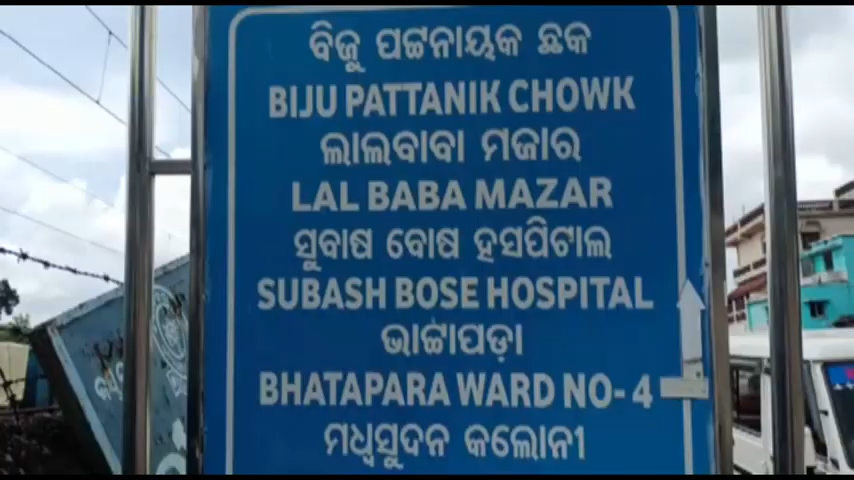 ବିଜୁ ପଟ୍ଟନାୟକ ଛକ
BIJU PATTANIK CHOWK
ଲାଲବାବା ମଜାର
LAL BABA MAZAR
ସୁବାଷ ବୋଷ ହସପିଟାଲ
SUBASH BOSE HOSPITAL
ଭାଟ୍ଟାପଡ଼ା
BHATAPARA WARD NO- 4
ମଧ୍ଵସୁଦନ କଲୋନୀ